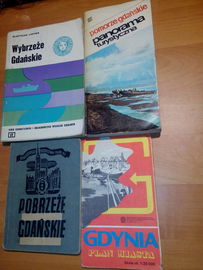 Wybrzeże
Gdańskie
pomorze gdańskie
panorama
turystyczna
POBRZEŻE
GDAŃSKIE
GDYNIA
PLAN MIASTA